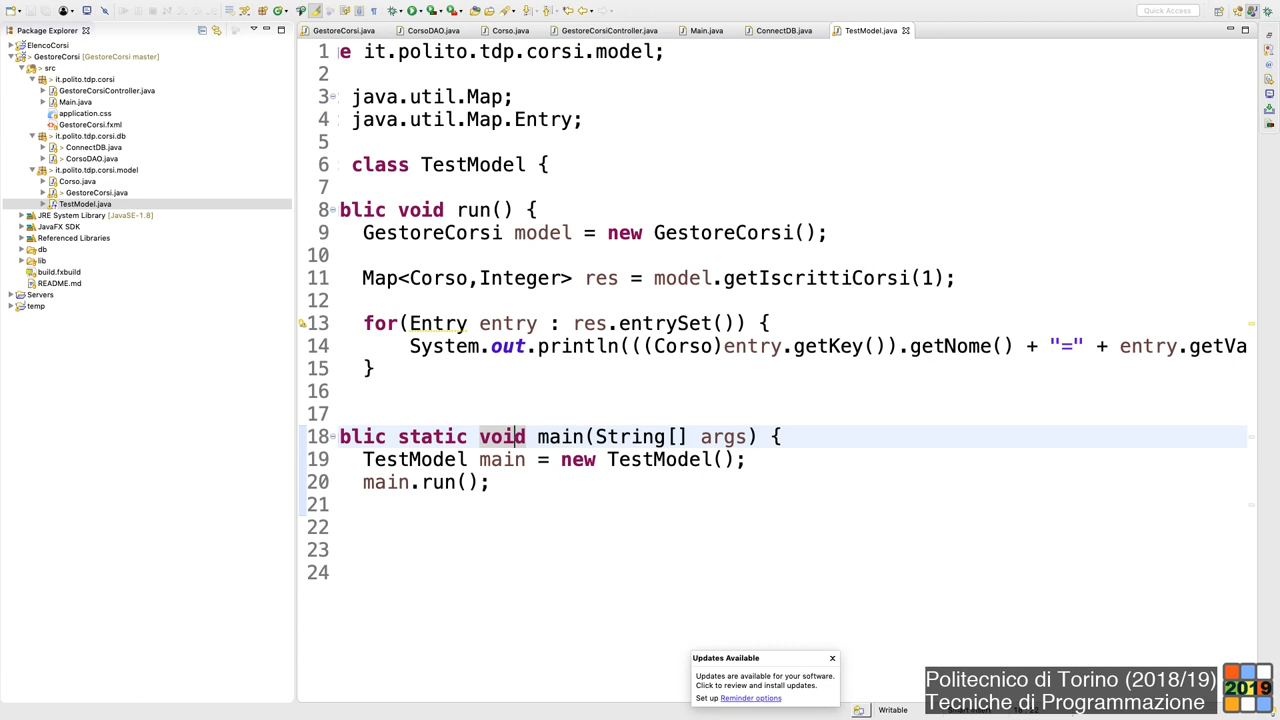 Quick Access
Package Explorer
GestoreCorsi.java
CorsoDAO.java
Corso.java
GestoreCorsiController.java
Main.java
ConnectDB.java
TestModel.java
ElencoCorsi
GestoreCorsi [GestoreCorsi master]
src
it.polito.tdp.corsi
GestoreCorsiController.java
Main.java
application.css
GestoreCorsi.fxml
> it.polito.tdp.corsi.db
ConnectDB.java
> CorsoDAO.java
> it.polito.tdp.corsi.model
Corso.java
> GestoreCorsi.java
TestModel.java
JRE System Library [JavaSE-1.8]
JavaFX SDK
Referenced Libraries
db
lib
build.fxbuild
README.md
Servers
temp
1 e it.polito.tdp.corsi.model;
2
3 java.util.Map;
4 java.util.Map.Entry;
5
6 class TestModel {
7
8 blic void run() {
9 GestoreCorsi model = new GestoreCorsi();
10
11 Map<Corso,Integer> res = model.getIscrittiCorsi(1);
12
13 for(Entry entry : res.entrySet()) {
14 System.out.println(((Corso)entry.getKey()).getNome() + "=" + entry.getVa
15 }
16
17
18 blic static void main(String[] args) {
19 TestModel main = new TestModel();
20 main.run();
21
22
23
24
Updates Available
Updates are available for your software.
Click to review and install updates.
Set up Reminder options
Politecnico di Torino (2018/19)
Tecniche di Programmazione
2019
Writable